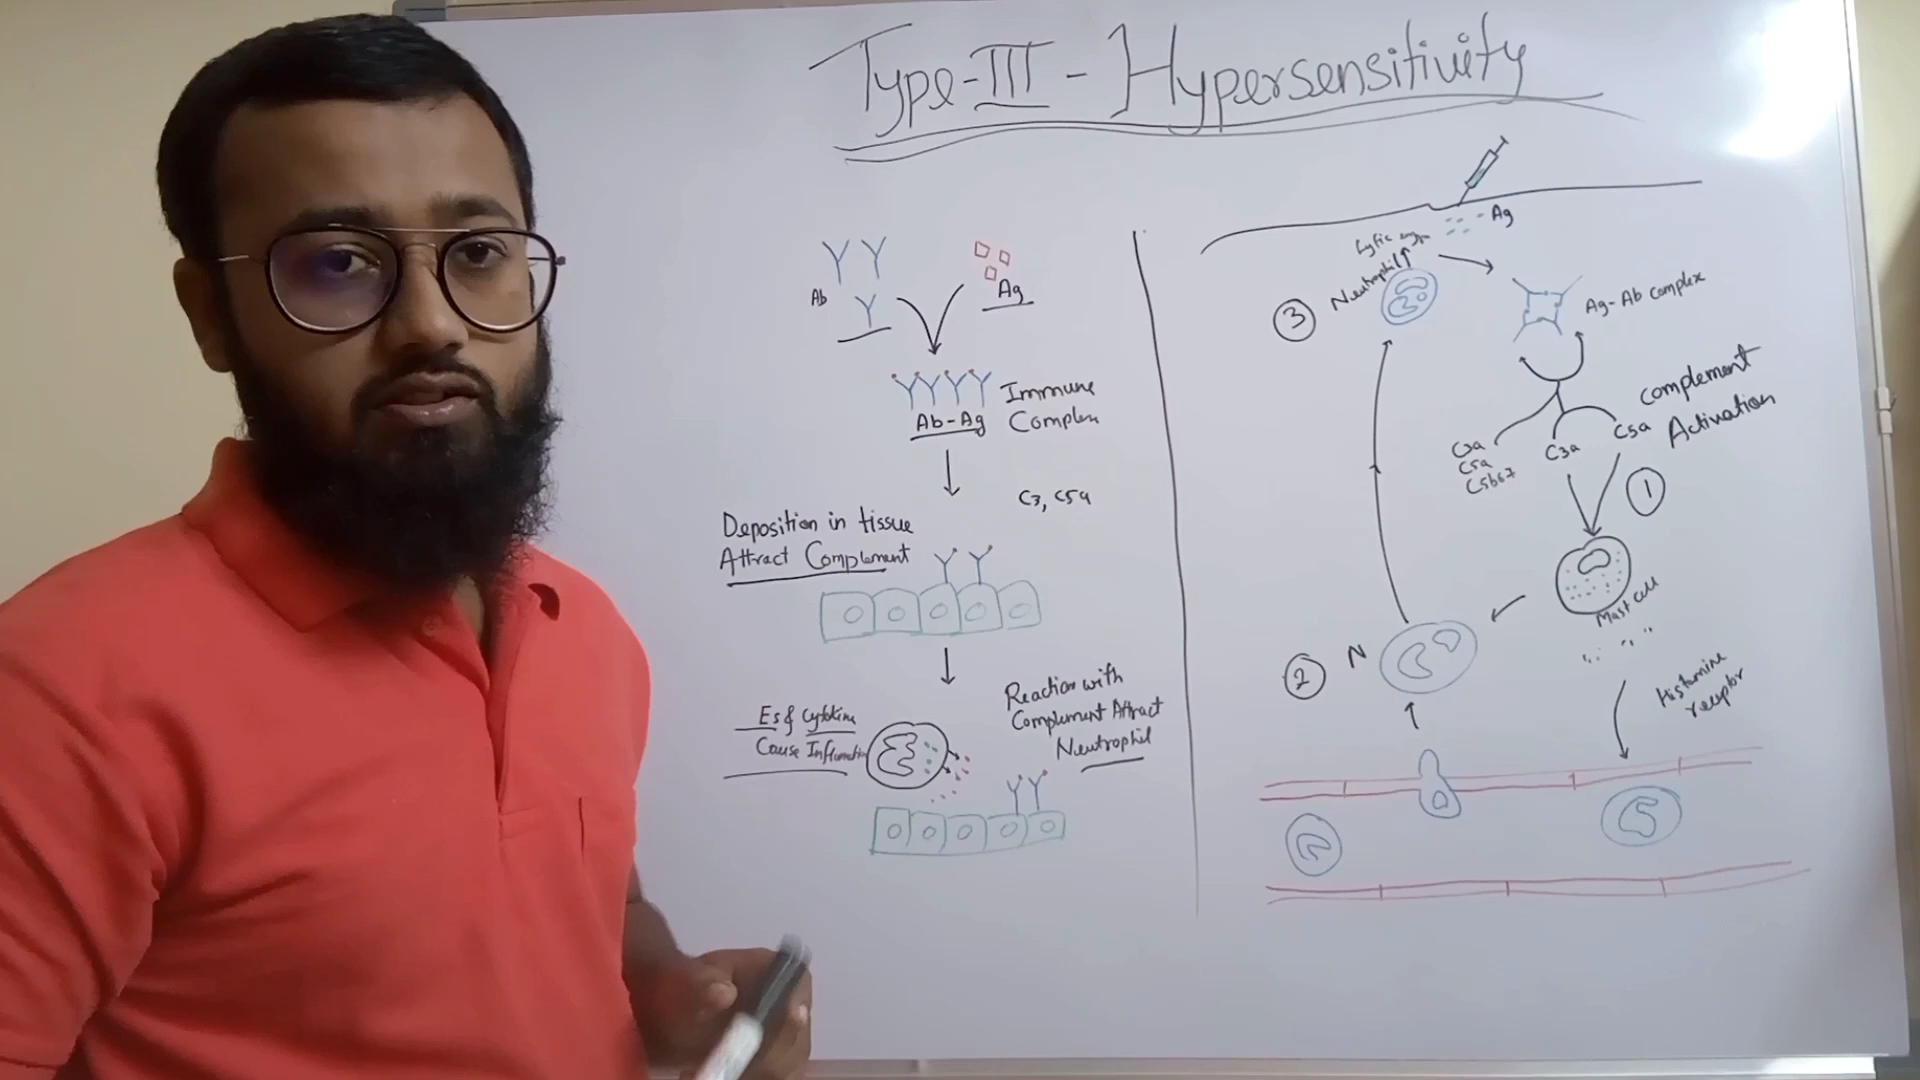 Type-III-Hypersensitivity
Ab
Ag
Ab-Ag
Immune
Complex
C3, C5a
Deposition in tissue
Attract Complement
Es & Cytokine
Cause Inflammation
Reaction with
Complement Attract
Neutrophil
Ag
Neutrophil
3
Ag-Ab Complex
Complement
Activation
C3a
C5a
C5b67
C3a
C5a
1
Mast cell
2
N
Histamine
receptor